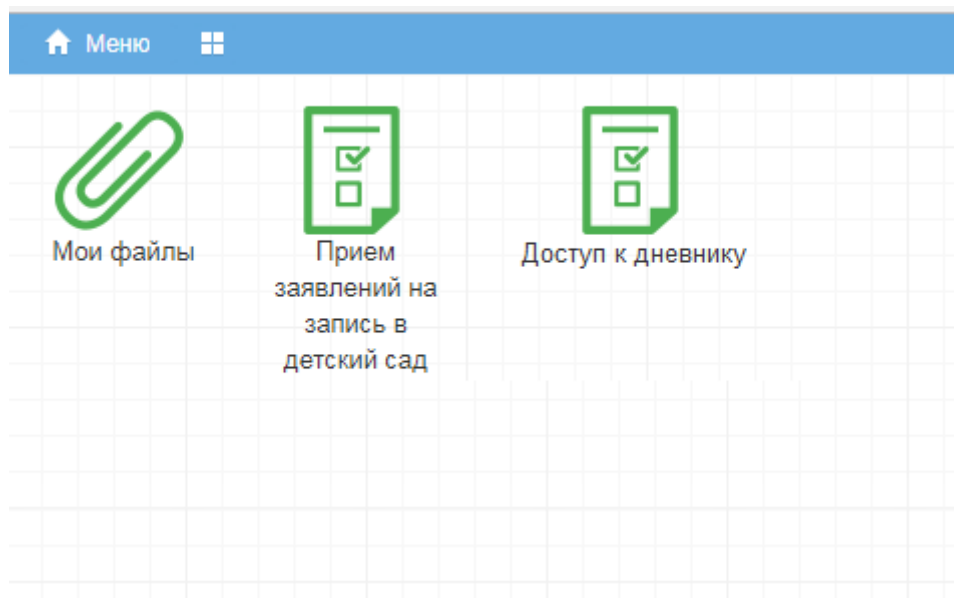 Меню
Мои файлы
Прием
заявлений на
запись в
детский сад
Доступ к дневнику